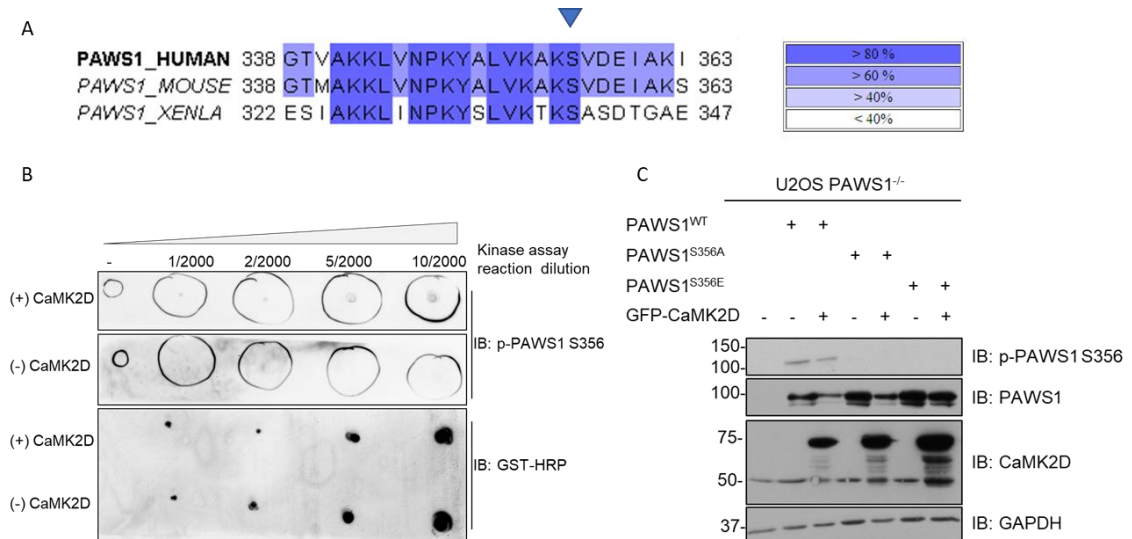 A
PAWS1_HUMAN 338 GTVAKKLVNPKYALVKAKSVDEIAKI 363
PAWS1_MOUSE 338 GTMAKKLVNPKYALVKAKSVDEIAKS 363
PAWS1_XENLA 322 ESIAKKLINPKYSLVKTKSASDTGAE 347
> 80 %
> 60 %
> 40%
< 40%
B
- 1/2000 2/2000 5/2000 10/2000
Kinase assay
reaction dilution
(+) CaMK2D
(-) CaMK2D
IB: p-PAWS1 S356
(+) CaMK2D
(-) CaMK2D
IB: GST-HRP
C
U2OS PAWS1-/-
PAWS1WT + +
PAWS1S356A + +
PAWS1S356E + +
GFP-CaMK2D - - + - + - +
150-
100-
IB: p-PAWS1 S356
100-
IB: PAWS1
75-
50-
IB: CaMK2D
37-
IB: GAPDH